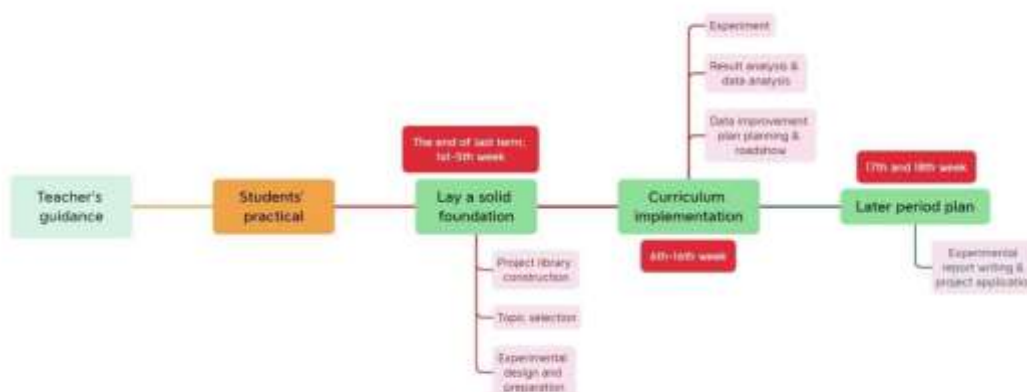 Experiment
Result analysis &
data analysis
Data improvement
plan planning &
roadshow
The end of last term;
1st-5th week
17th and 18th week
Teacher's
guidance
Students'
practical
Lay a solid
foundation
Curriculum
implementation
Later period plan
6th-16th week
Project library
construction
Topic selection
Experimental
design and
preparation
Experimental
report writing &
project application